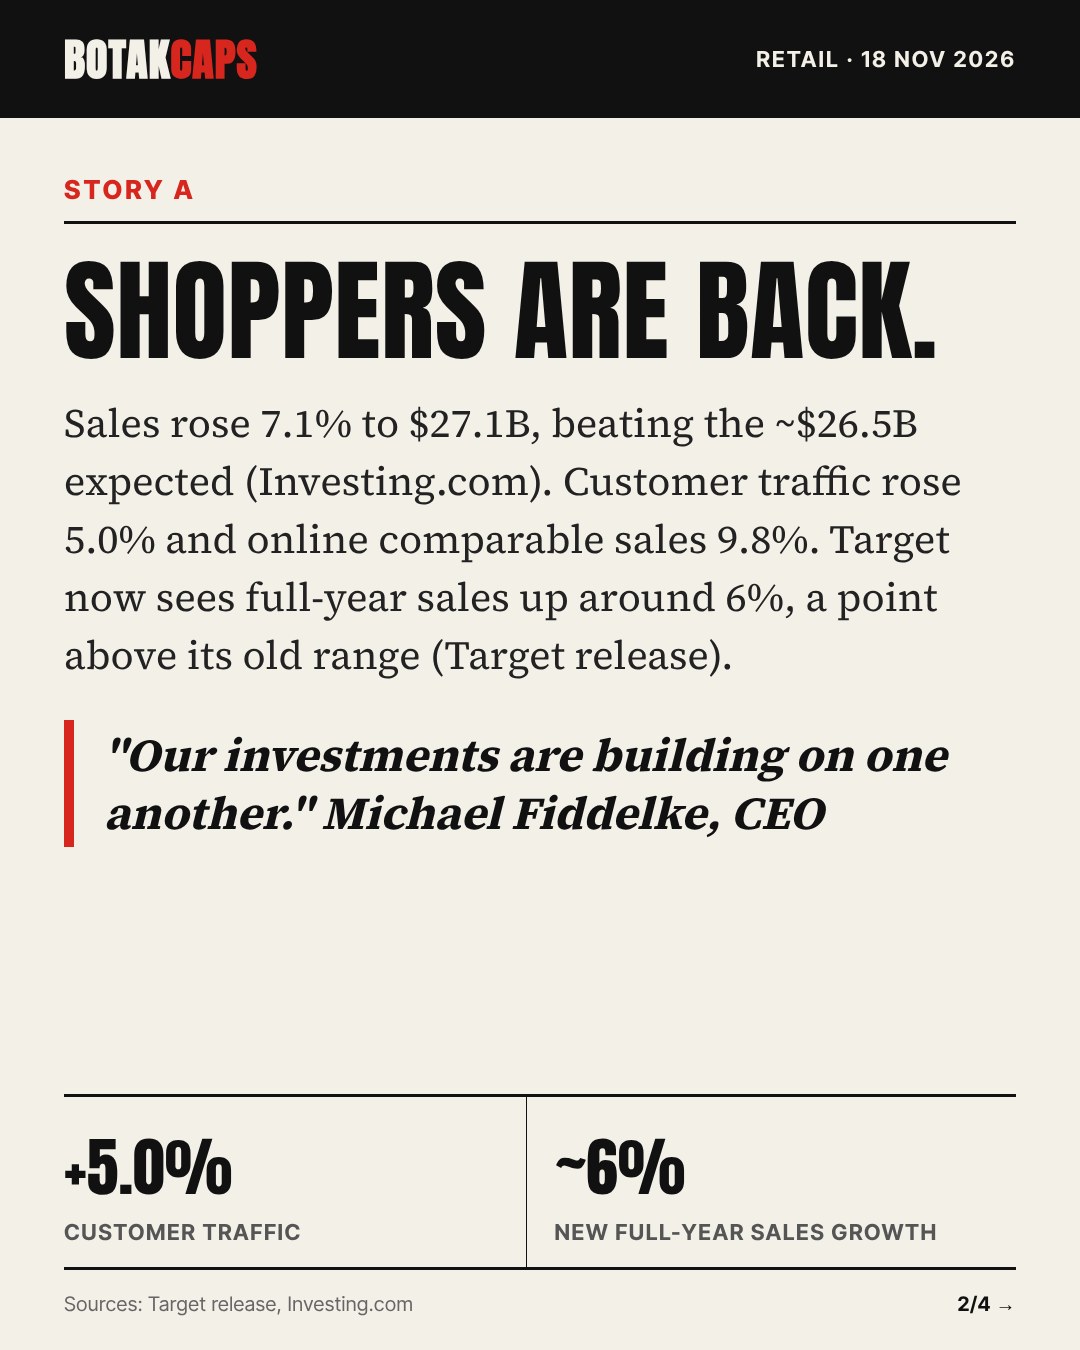 BOTAKCAPS
RETAIL · 18 NOV 2026
STORY A
SHOPPERS ARE BACK.
Sales rose 7.1% to $27.1B, beating the ~$26.5B
expected (Investing.com). Customer traffic rose
5.0% and online comparable sales 9.8%. Target
now sees full-year sales up around 6%, a point
above its old range (Target release).
"Our investments are building on one
another." Michael Fiddelke, CEO
+5.0%
CUSTOMER TRAFFIC
~6%
NEW FULL-YEAR SALES GROWTH
Sources: Target release, Investing.com
2/4 →